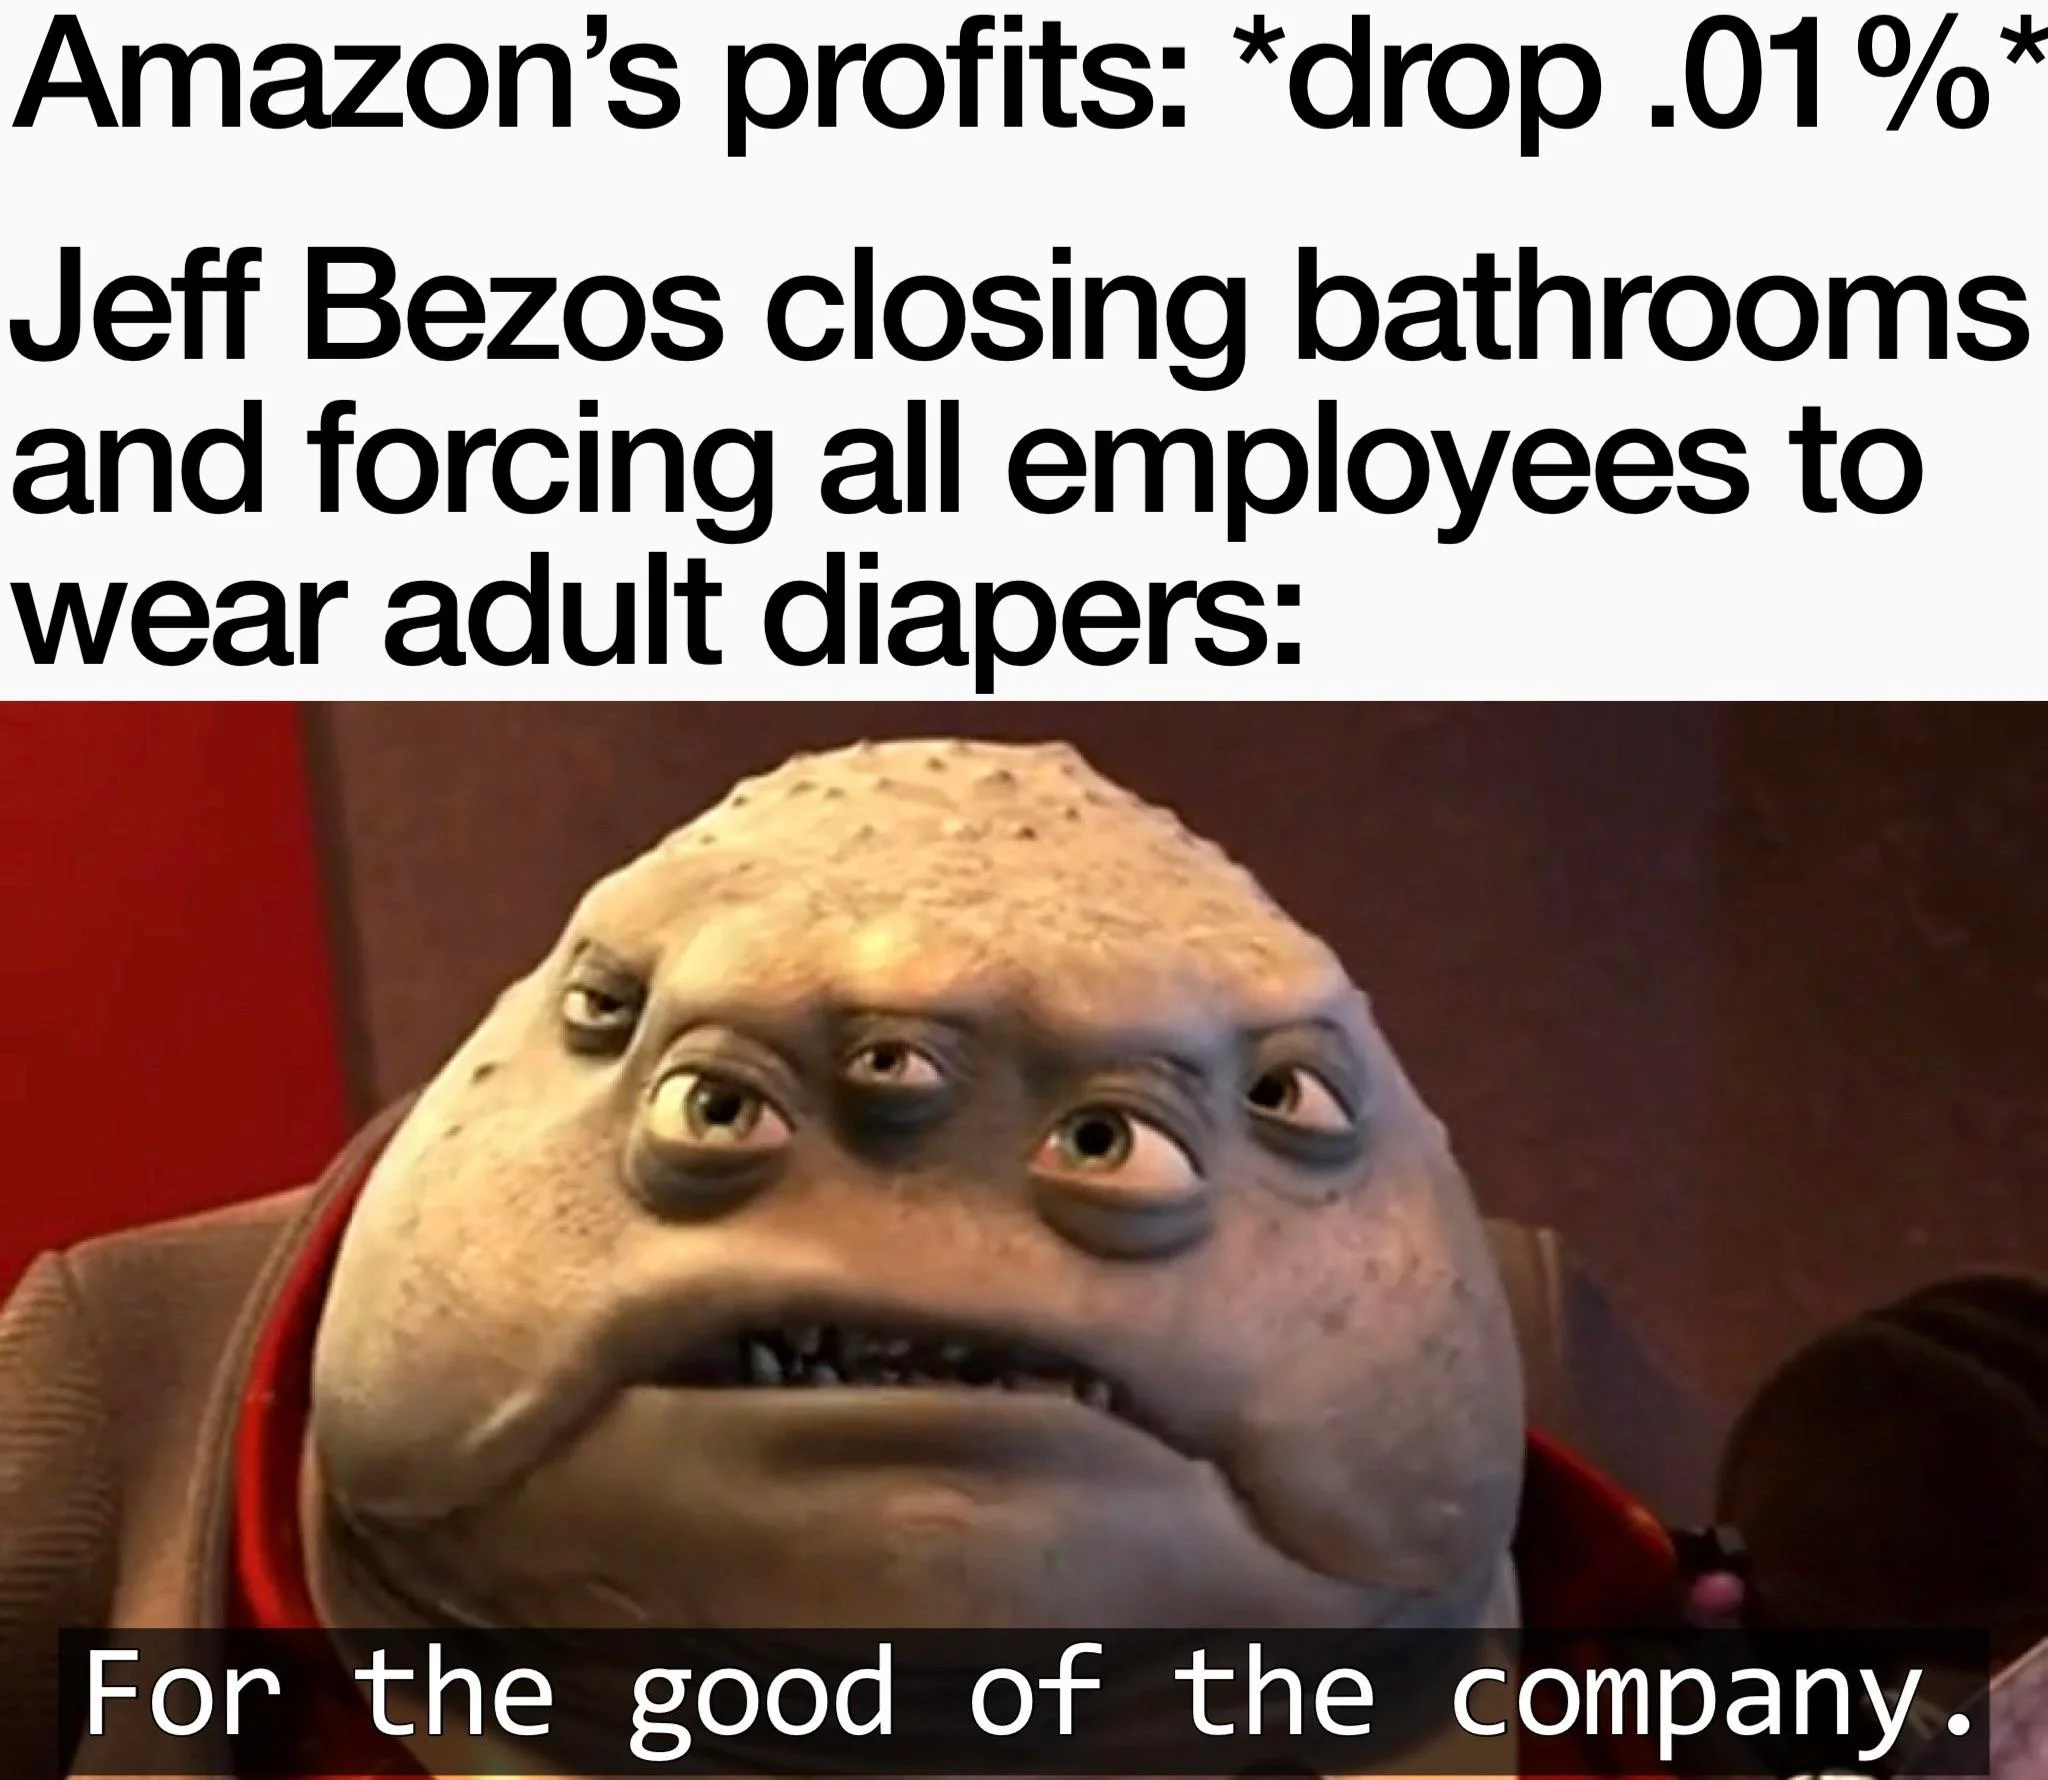 Amazon’s profits: *drop .01%*
Jeff Bezos closing bathrooms
and forcing all employees to
wear adult diapers:
For the good of the company.